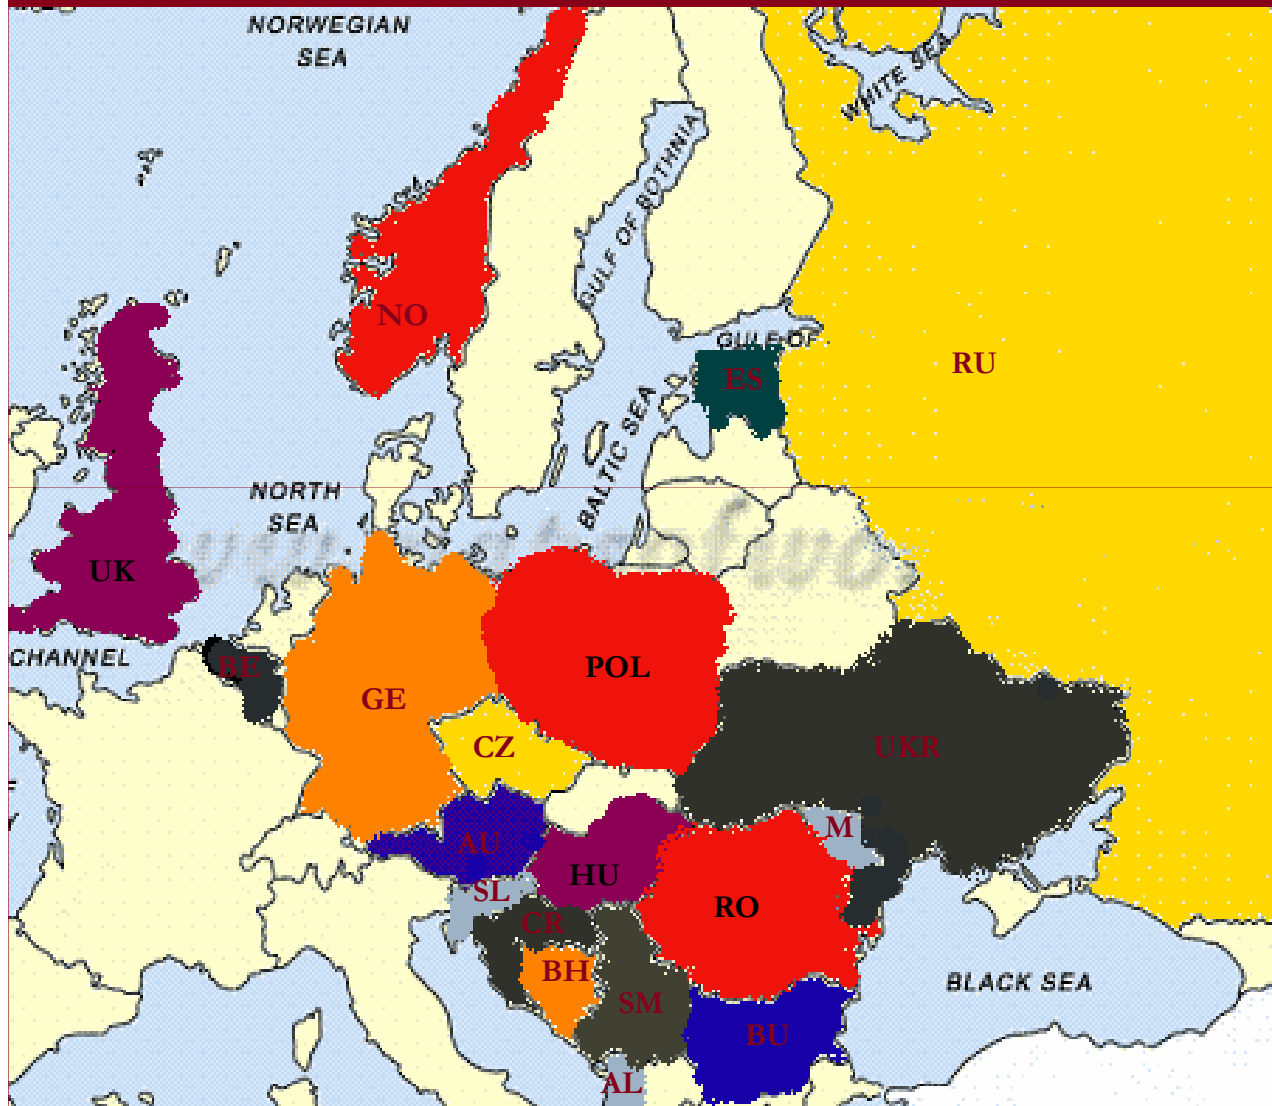 NORWEGIAN
SEA
WHITE SEA
GULF OF BOTHNIA
NO
GULF OF
RU
ES
BALTIC SEA
NORTH
SEA
UK
CHANNEL
BE
POL
GE
CZ
UKR
M
AU
HU
SL
RO
CR
BH
BLACK SEA
SM
BU
AL